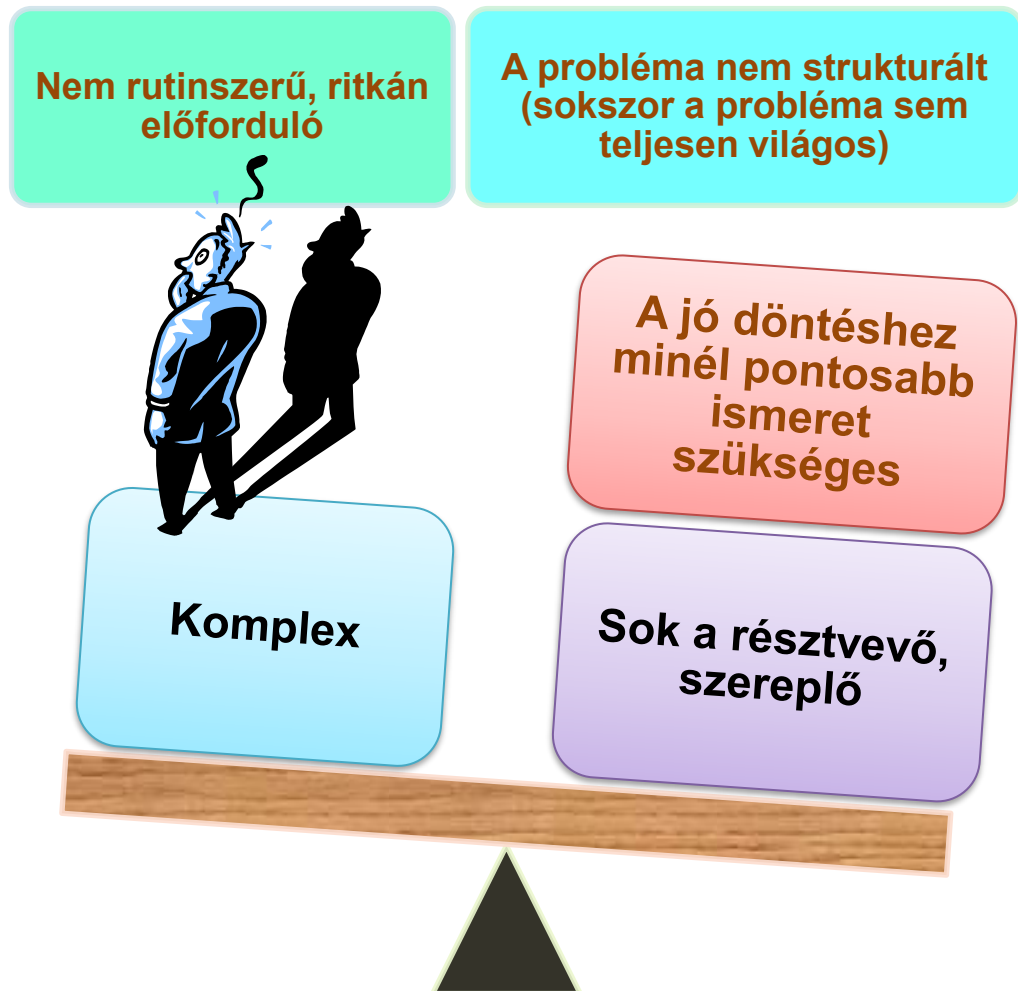 Nem rutinszerű, ritkán
előforduló
A probléma nem strukturált
(sokszor a probléma sem
teljesen világos)
A jó döntéshez
minél pontosabb
ismeret
szükséges
Komplex
Sok a résztvevő,
szereplő